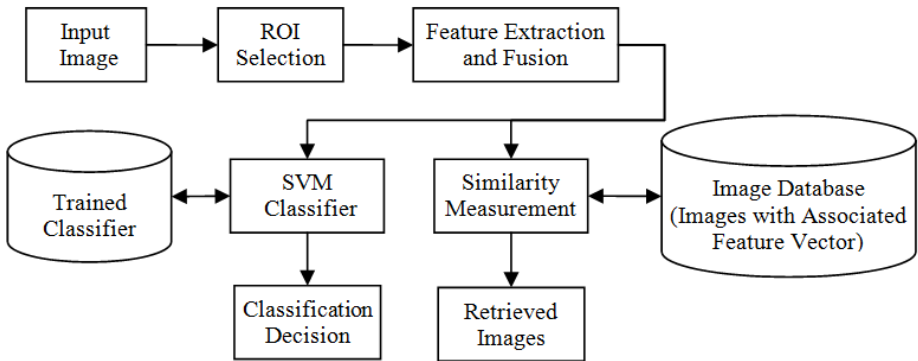 Input
Image
ROI
Selection
Feature Extraction
and Fusion
Trained
Classifier
SVM
Classifier
Similarity
Measurement
Image Database
(Images with Associated
Feature Vector)
Classification
Decision
Retrieved
Images